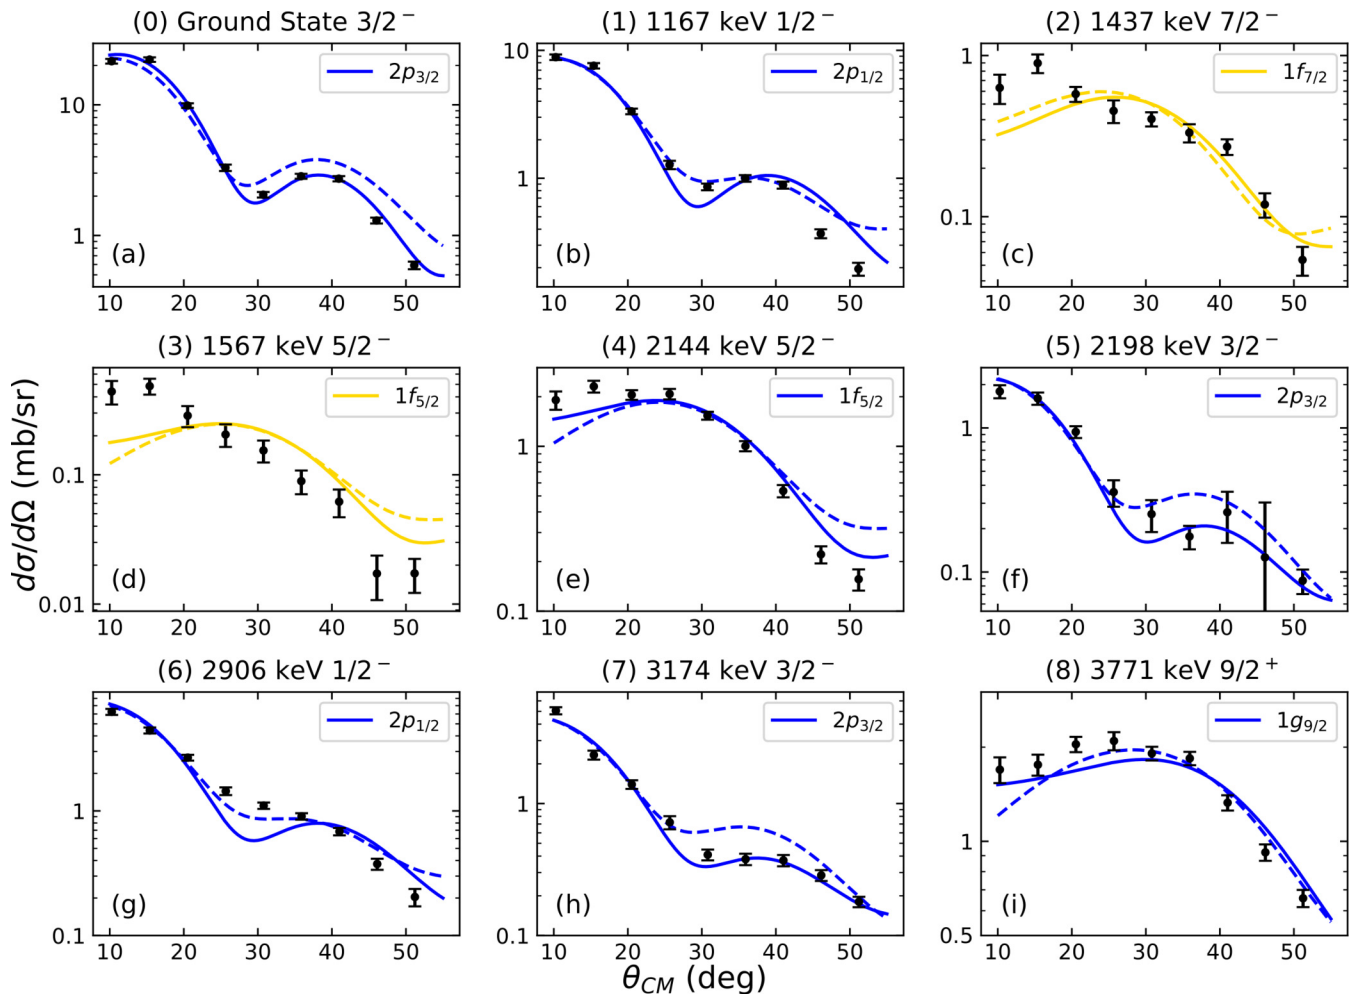 (0) Ground State 3/2⁻
(1) 1167 keV 1/2⁻
(2) 1437 keV 7/2⁻
10
1
2p₃/₂
(a)
10 20 30 40 50
10
1
2p₁/₂
(b)
10 20 30 40 50
1
0.1
1f₇/₂
(c)
10 20 30 40 50
(3) 1567 keV 5/2⁻
(4) 2144 keV 5/2⁻
(5) 2198 keV 3/2⁻
dσ/dΩ (mb/sr)
0.1
0.01
1f₅/₂
(d)
10 20 30 40 50
1
0.1
1f₅/₂
(e)
10 20 30 40 50
1
0.1
2p₃/₂
(f)
10 20 30 40 50
(6) 2906 keV 1/2⁻
(7) 3174 keV 3/2⁻
(8) 3771 keV 9/2⁺
1
0.1
2p₁/₂
(g)
10 20 30 40 50
1
0.1
2p₃/₂
(h)
10 20 30 40 50
1
0.5
1g₉/₂
(i)
10 20 30 40 50
θ_CM (deg)